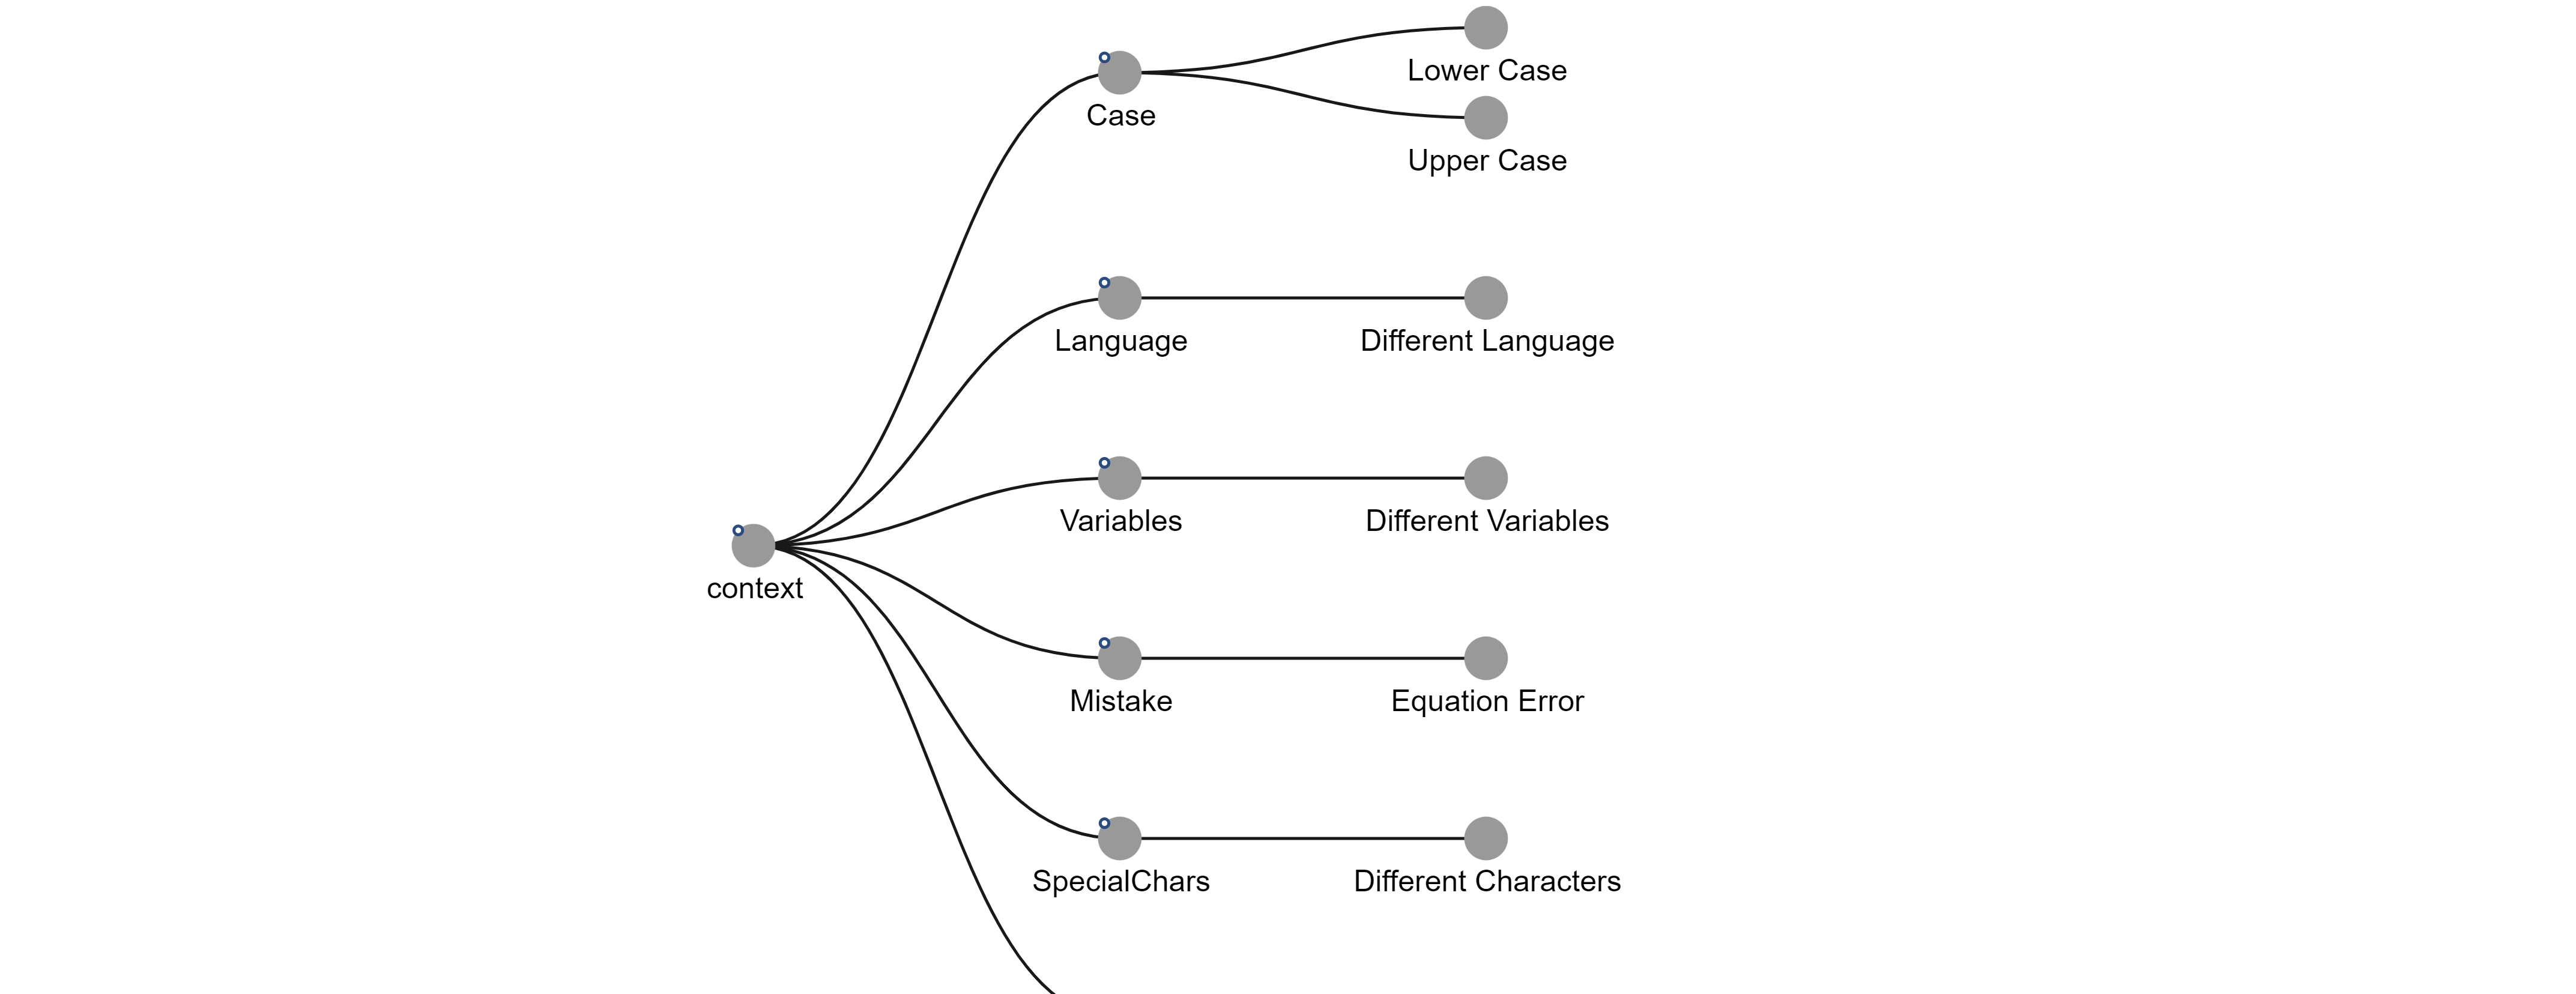 Lower Case
Case
Upper Case
Language
Different Language
Variables
Different Variables
context
Mistake
Equation Error
SpecialChars
Different Characters